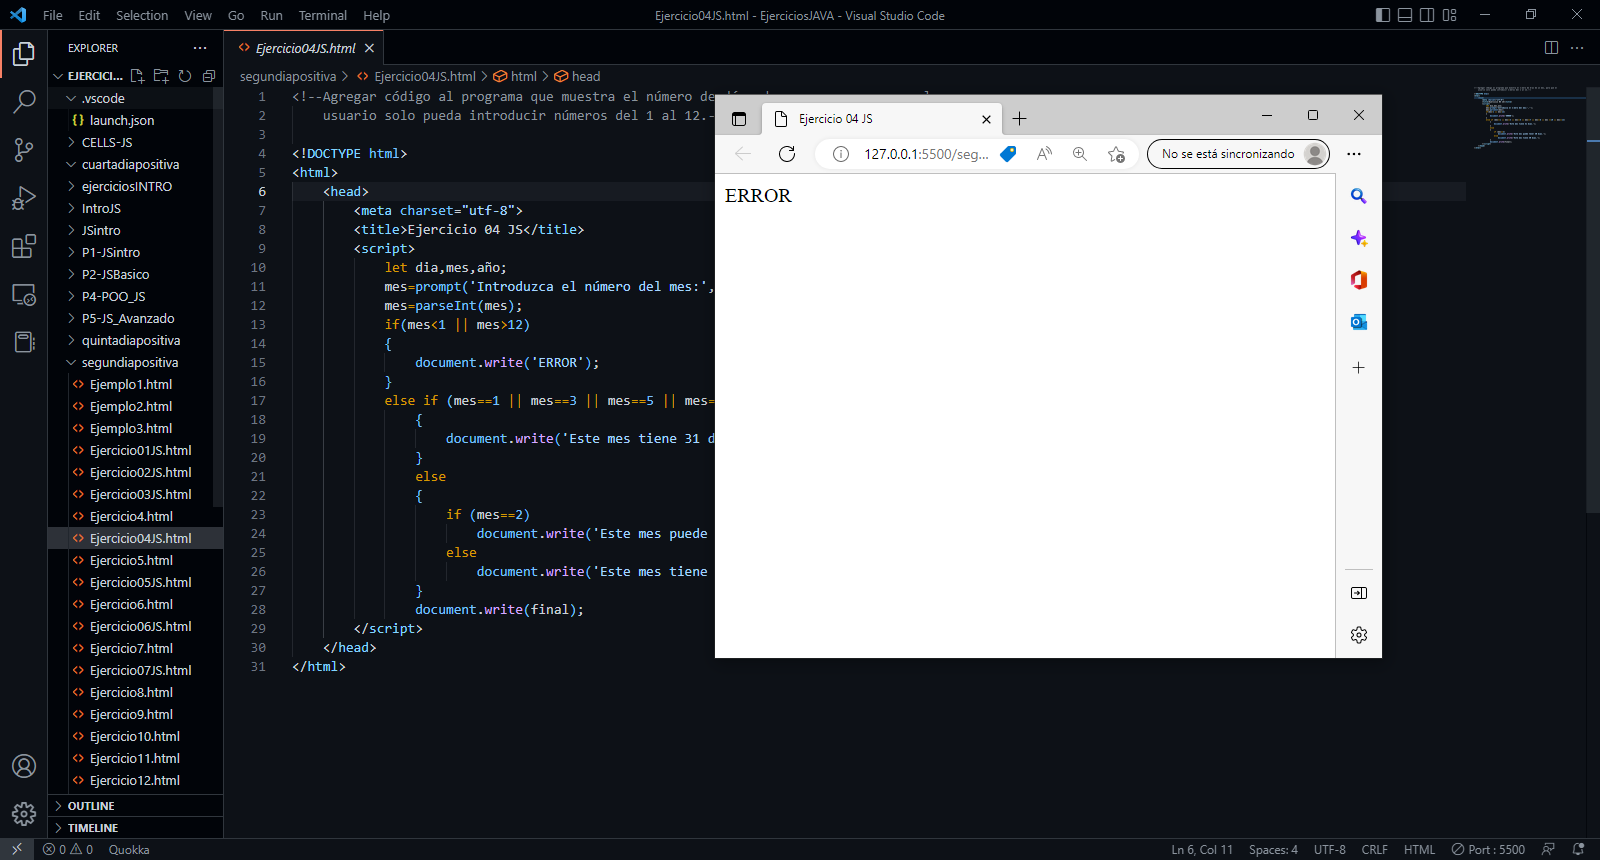 File Edit Selection View Go Run Terminal Help
Ejercicio04JS.html - EjerciciosJAVA - Visual Studio Code
EXPLORER
EJERCICI...
.vscode
launch.json
CELLS-JS
cuartadiapositiva
ejerciciosINTRO
IntroJS
JSintro
P1-JSintro
P2-JSBasico
P4-POO_JS
P5-JS_Avanzado
quintadiapositiva
segundiapositiva
Ejemplo1.html
Ejemplo2.html
Ejemplo3.html
Ejercicio01JS.html
Ejercicio02JS.html
Ejercicio03JS.html
Ejercicio4.html
Ejercicio04JS.html
Ejercicio5.html
Ejercicio05JS.html
Ejercicio6.html
Ejercicio06JS.html
Ejercicio7.html
Ejercicio07JS.html
Ejercicio8.html
Ejercicio9.html
Ejercicio10.html
Ejercicio11.html
Ejercicio12.html
OUTLINE
TIMELINE
Ejercicio04JS.html
segundiapositiva > Ejercicio04JS.html > html > head
1 <!--Agregar código al programa que muestra el número de
2 usuario solo pueda introducir números del 1 al 12.-
3
4 <!DOCTYPE html>
5 <html>
6 <head>
7 <meta charset="utf-8">
8 <title>Ejercicio 04 JS</title>
9 <script>
10 let dia,mes,año;
11 mes=prompt('Introduzca el número del mes:',
12 mes=parseInt(mes);
13 if(mes<1 || mes>12)
14 {
15 document.write('ERROR');
16 }
17 else if (mes==1 || mes==3 || mes==5 || mes=
18 {
19 document.write('Este mes tiene 31 d
20 }
21 else
22 {
23 if (mes==2)
24 document.write('Este mes puede
25 else
26 document.write('Este mes tiene
27 }
28 document.write(final);
29 </script>
30 </head>
31 </html>
Ejercicio 04 JS
127.0.0.1:5500/seg...
No se está sincronizando
ERROR
0 0 Quokka
Ln 6, Col 11 Spaces: 4 UTF-8 CRLF HTML Port : 5500